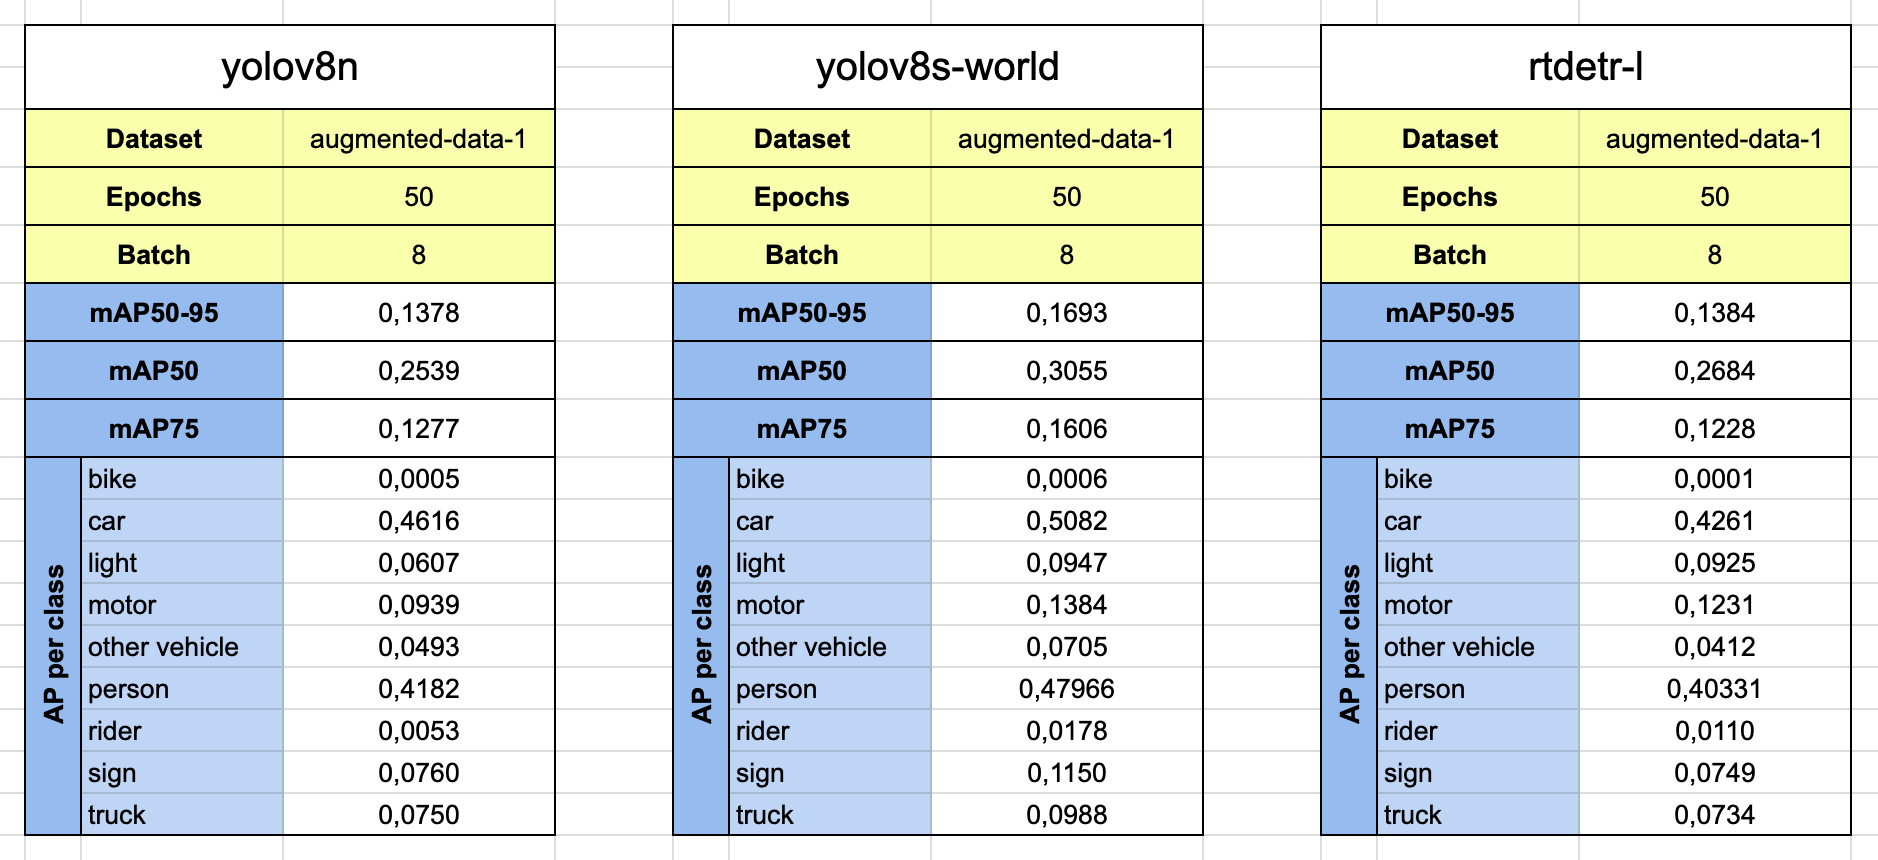 yolov8n
Dataset augmented-data-1
Epochs 50
Batch 8
mAP50-95 0,1378
mAP50 0,2539
mAP75 0,1277
AP per class
bike 0,0005
car 0,4616
light 0,0607
motor 0,0939
other vehicle 0,0493
person 0,4182
rider 0,0053
sign 0,0760
truck 0,0750
yolov8s-world
Dataset augmented-data-1
Epochs 50
Batch 8
mAP50-95 0,1693
mAP50 0,3055
mAP75 0,1606
AP per class
bike 0,0006
car 0,5082
light 0,0947
motor 0,1384
other vehicle 0,0705
person 0,47966
rider 0,0178
sign 0,1150
truck 0,0988
rtdetr-l
Dataset augmented-data-1
Epochs 50
Batch 8
mAP50-95 0,1384
mAP50 0,2684
mAP75 0,1228
AP per class
bike 0,0001
car 0,4261
light 0,0925
motor 0,1231
other vehicle 0,0412
person 0,40331
rider 0,0110
sign 0,0749
truck 0,0734